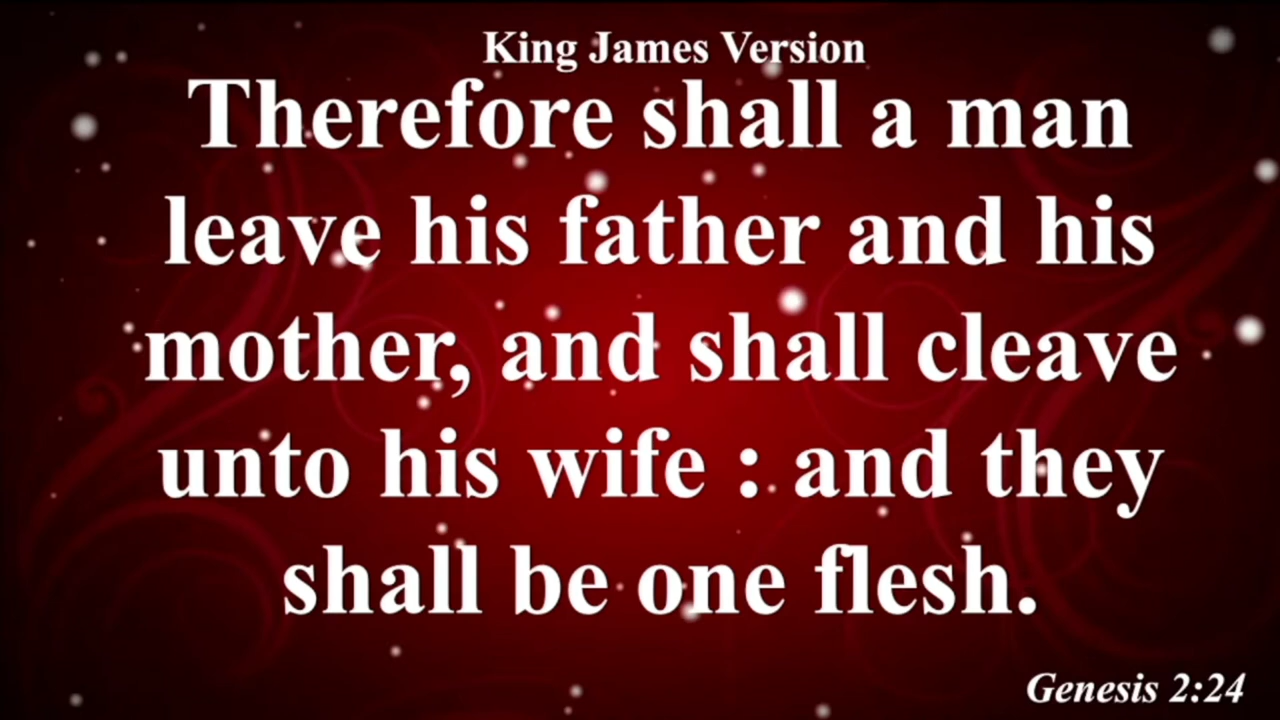 King James Version
Therefore shall a man
leave his father and his
mother, and shall cleave
unto his wife : and they
shall be one flesh.
Genesis 2:24